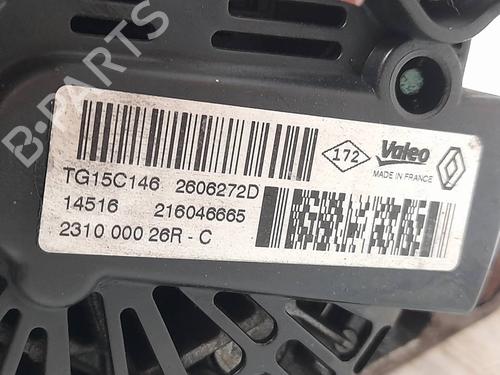 B-PARTS
172
Valeo
MADE IN FRANCE
TG15C146 2606272D
14516 216046665
2310 000 26R - C